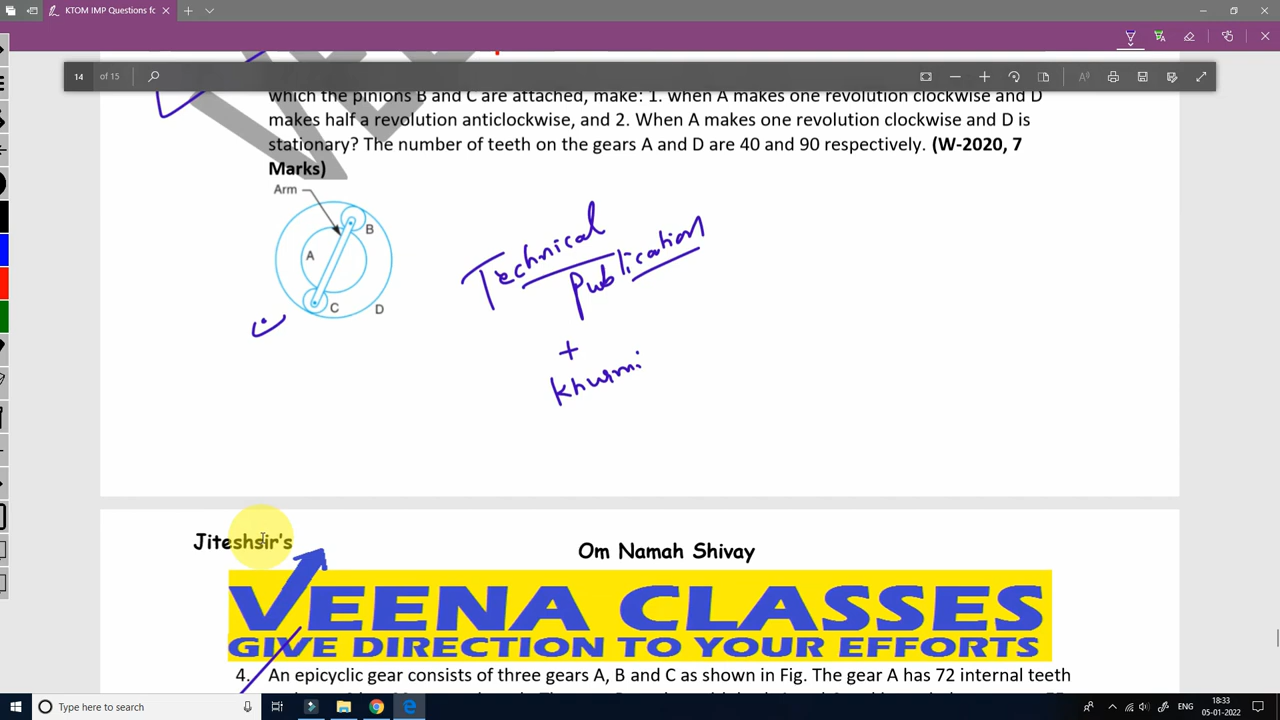 KTOM IMP Questions fo
14 of 15
which the pinions B and C are attached, make: 1. when A makes one revolution clockwise and D
makes half a revolution anticlockwise, and 2. When A makes one revolution clockwise and D is
stationary? The number of teeth on the gears A and D are 40 and 90 respectively. (W-2020, 7
Marks)
Arm
B
A
C
D
Technical
Publication
+
Khurmi
Jiteshsir's
Om Namah Shivay
VEENA CLASSES
GIVE DIRECTION TO YOUR EFFORTS
4. An epicyclic gear consists of three gears A, B and C as shown in Fig. The gear A has 72 internal teeth
Type here to search
18:33
05-01-2022